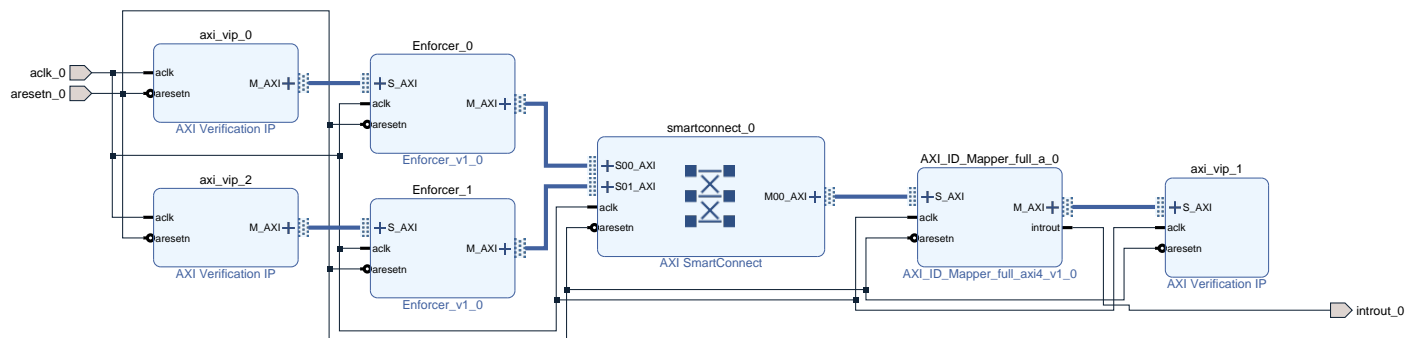 axi_vip_0
aclk
M_AXI
aresetn
AXI Verification IP
aclk_0
aresetn_0
Enforcer_0
S_AXI
aclk
M_AXI
aresetn
Enforcer_v1_0
axi_vip_2
aclk
M_AXI
aresetn
AXI Verification IP
Enforcer_1
S_AXI
aclk
M_AXI
aresetn
Enforcer_v1_0
smartconnect_0
S00_AXI
S01_AXI
M00_AXI
aclk
aresetn
AXI SmartConnect
AXI_ID_Mapper_full_a_0
S_AXI
M_AXI
aclk
introut
aresetn
AXI_ID_Mapper_full_axi4_v1_0
axi_vip_1
S_AXI
aclk
aresetn
AXI Verification IP
introut_0